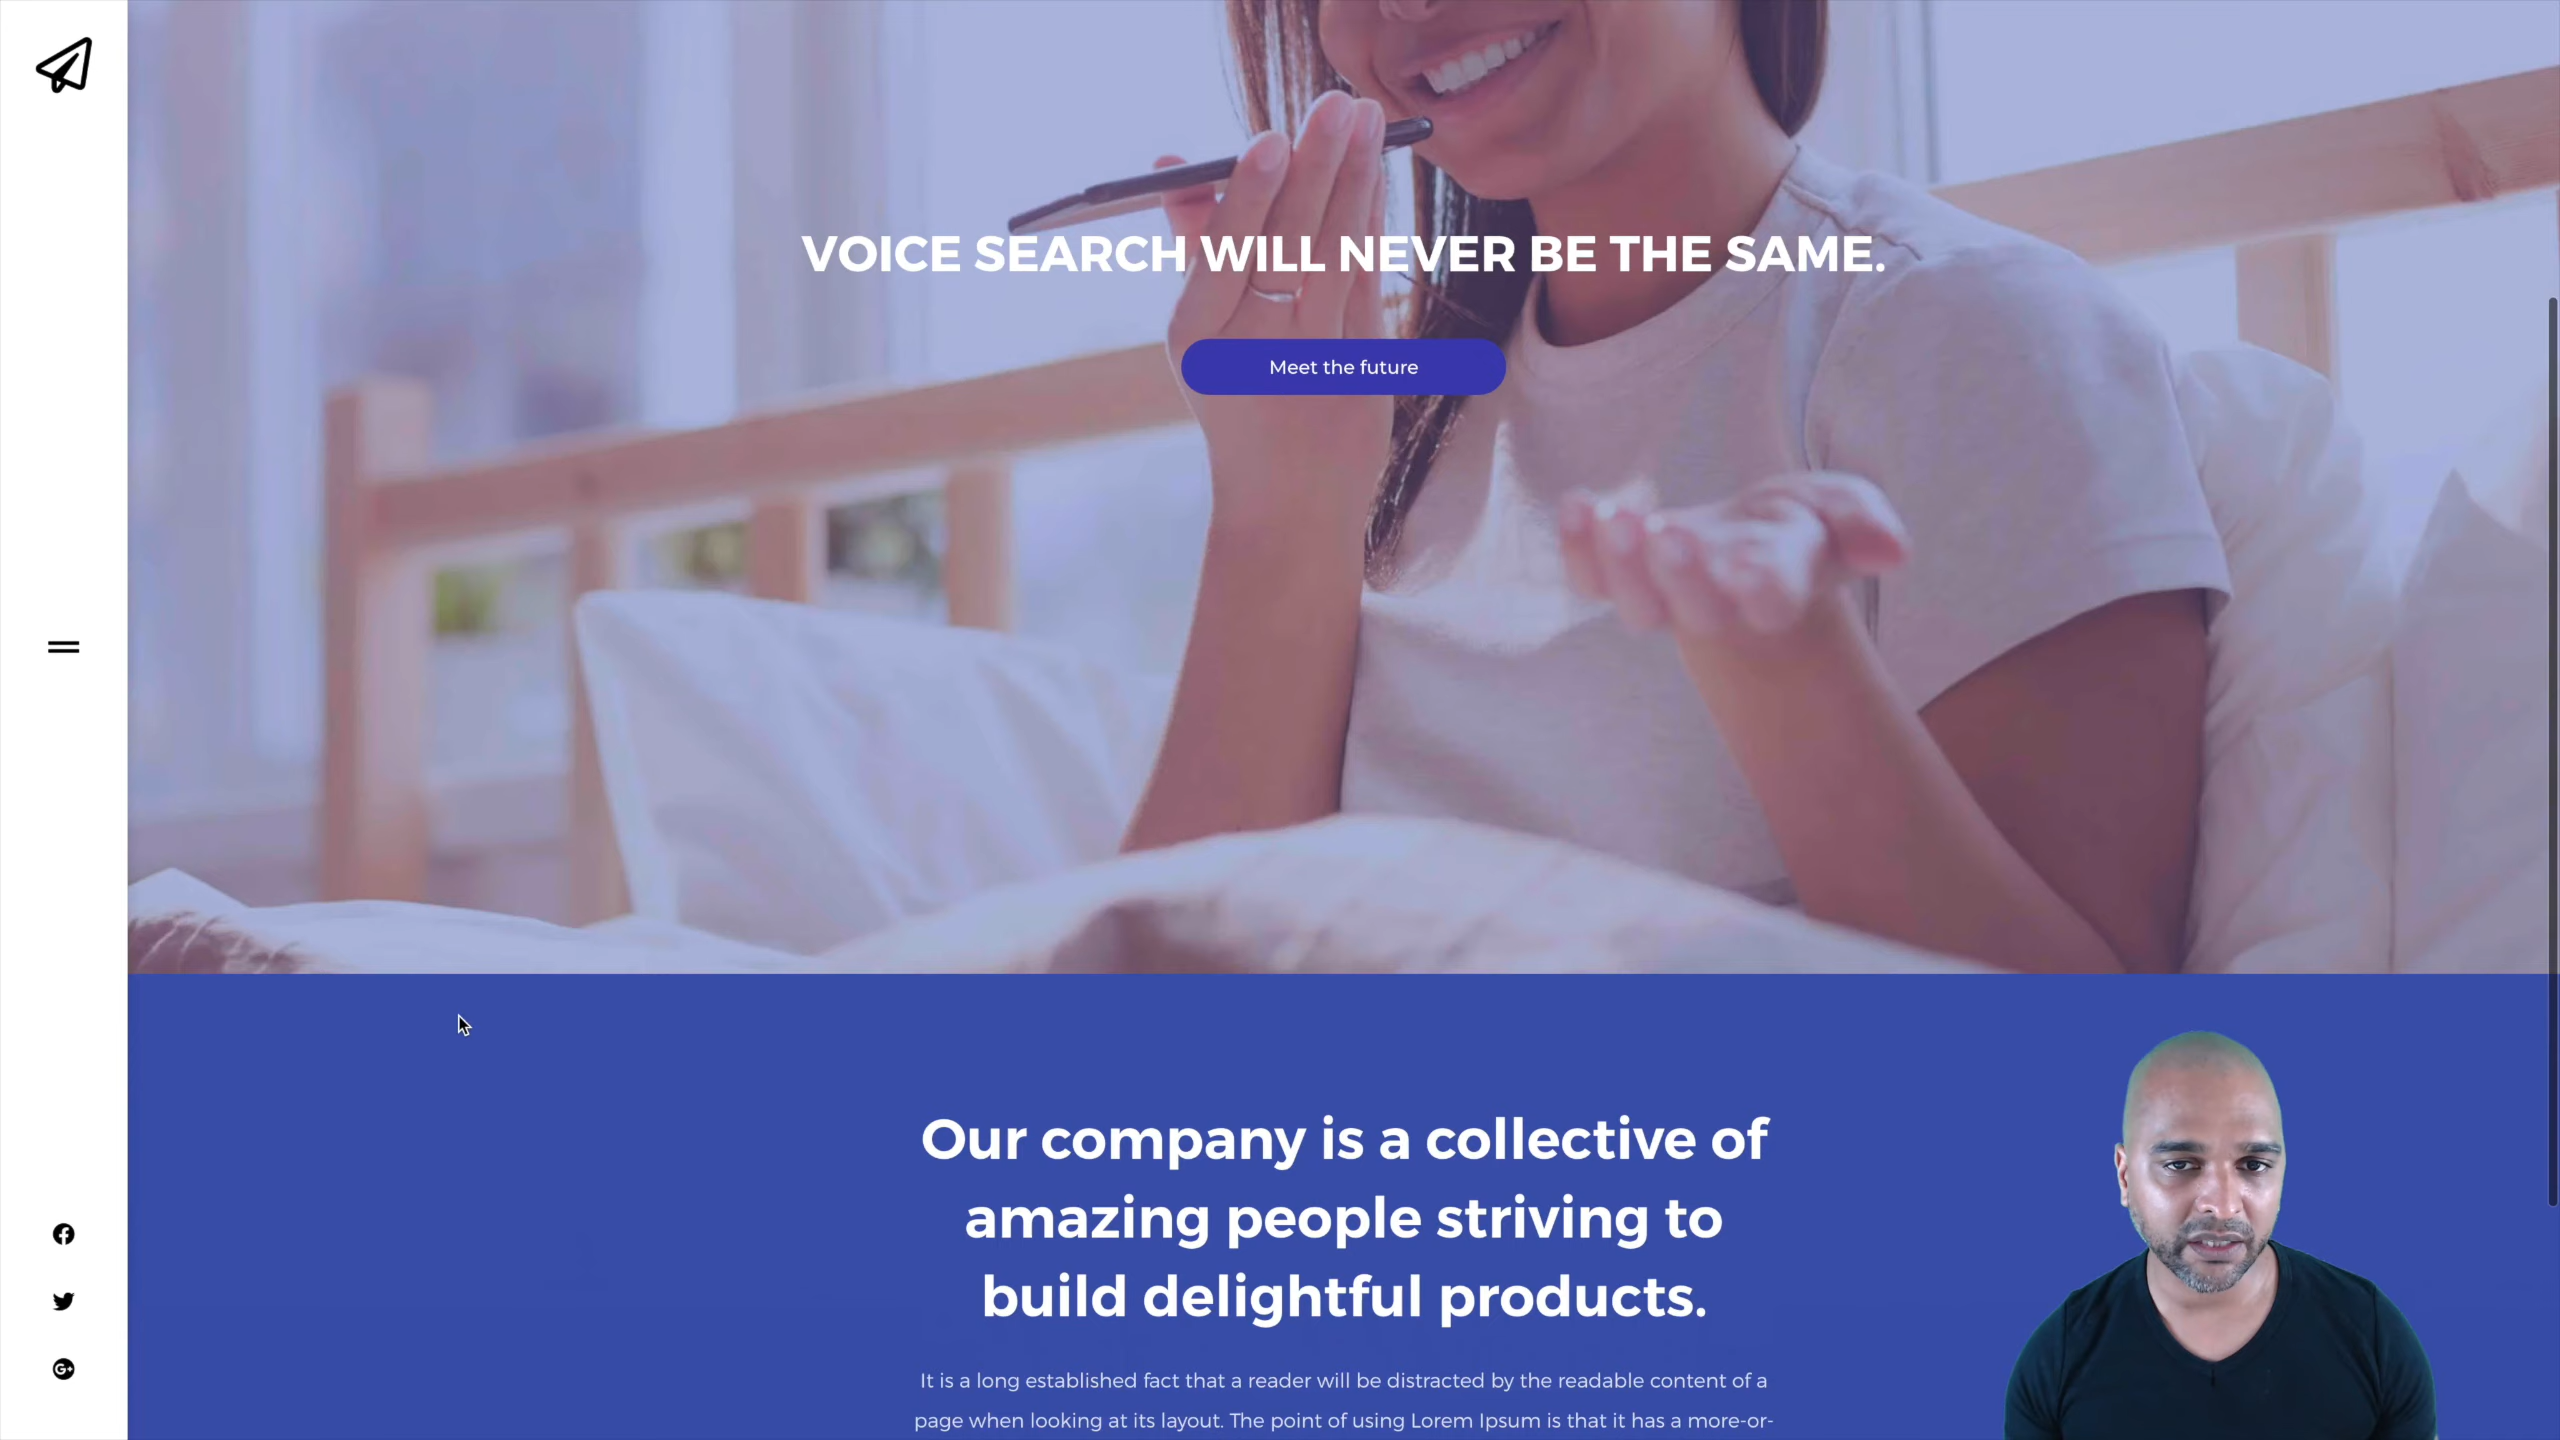 VOICE SEARCH WILL NEVER BE THE SAME.
Meet the future
Our company is a collective of
amazing people striving to
build delightful products.
It is a long established fact that a reader will be distracted by the readable content of a
page when looking at its layout. The point of using Lorem Ipsum is that it has a more-or-
G+